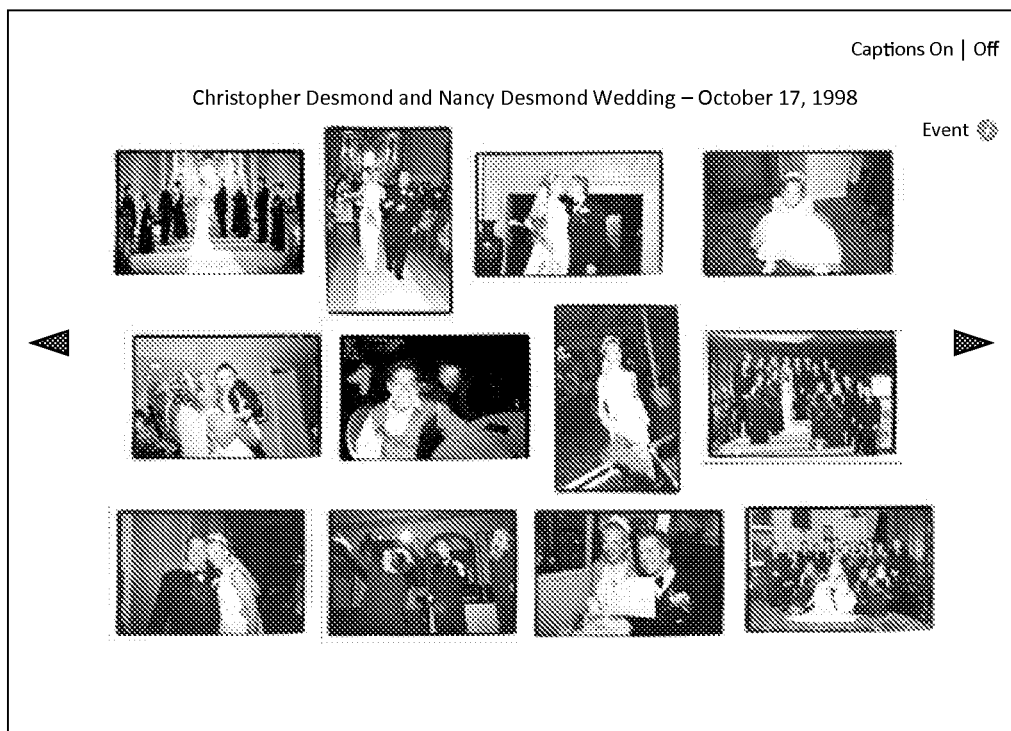 Captions On | Off
Christopher Desmond and Nancy Desmond Wedding – October 17, 1998
Event